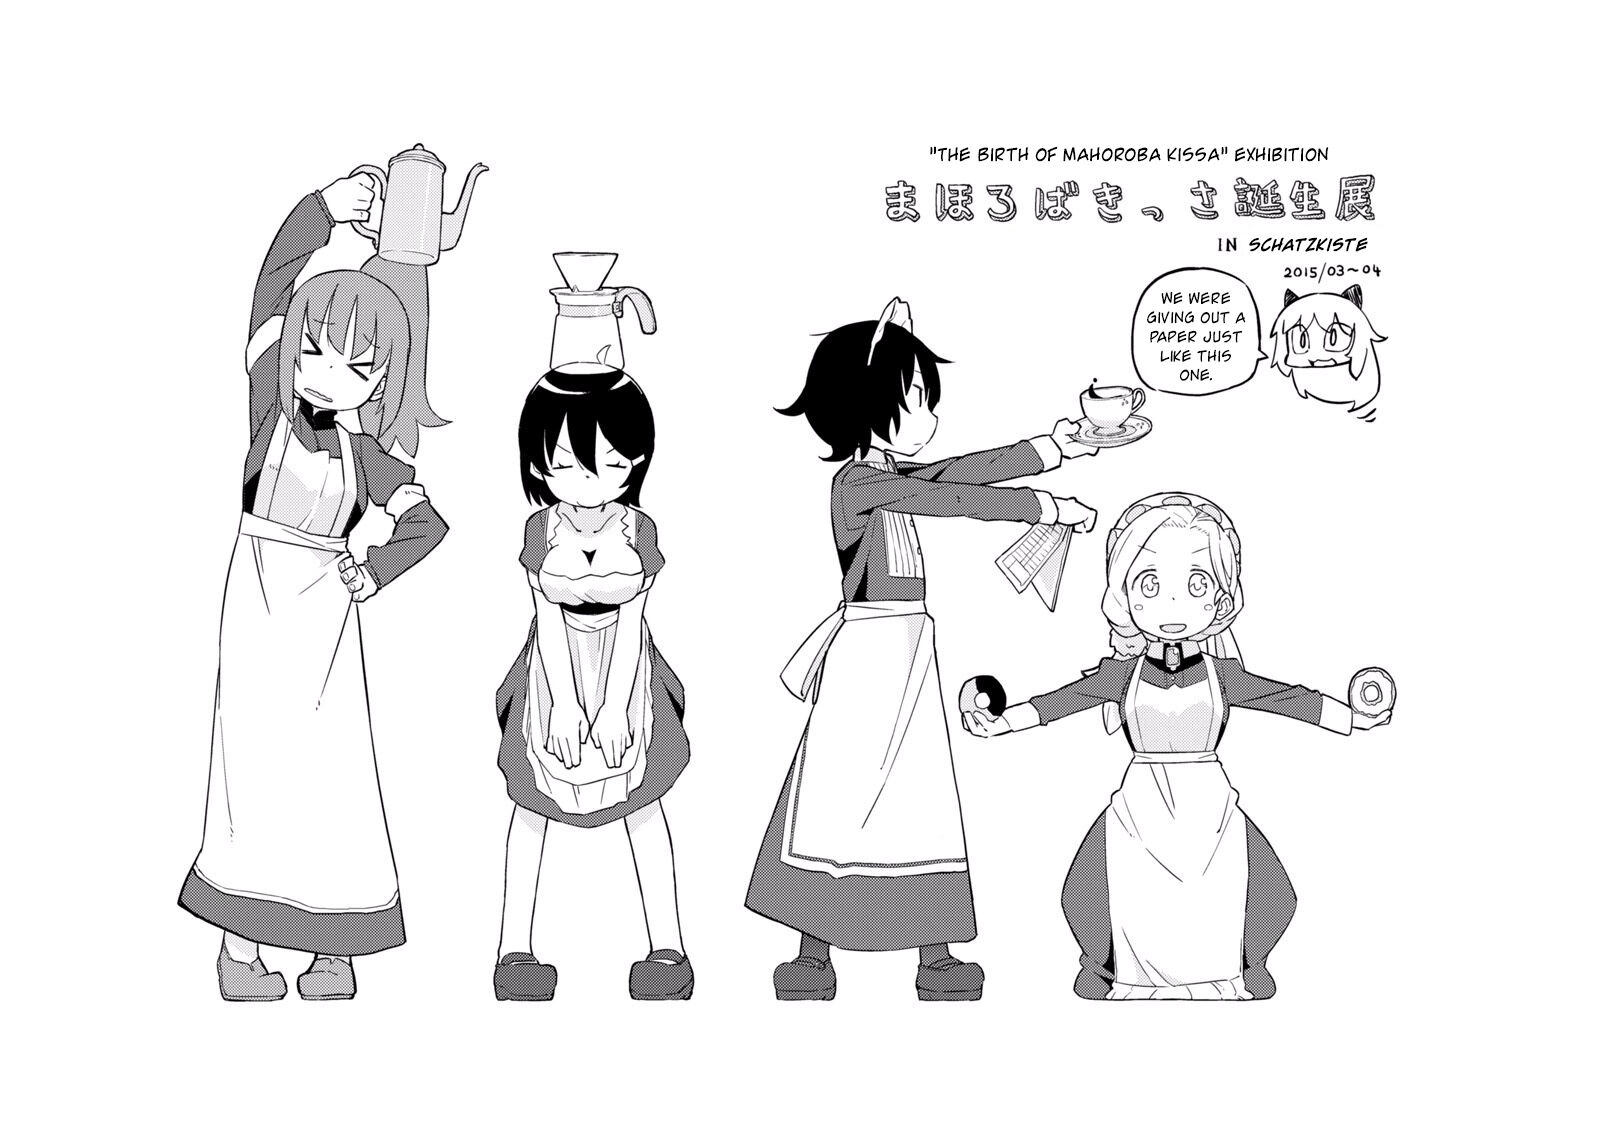 "THE BIRTH OF MAHOROBA KISSA" EXHIBITION
まほろばきっさ誕生展
IN SCHATZKISTE
2015/03～04
WE WERE
GIVING OUT A
PAPER JUST
LIKE THIS
ONE.